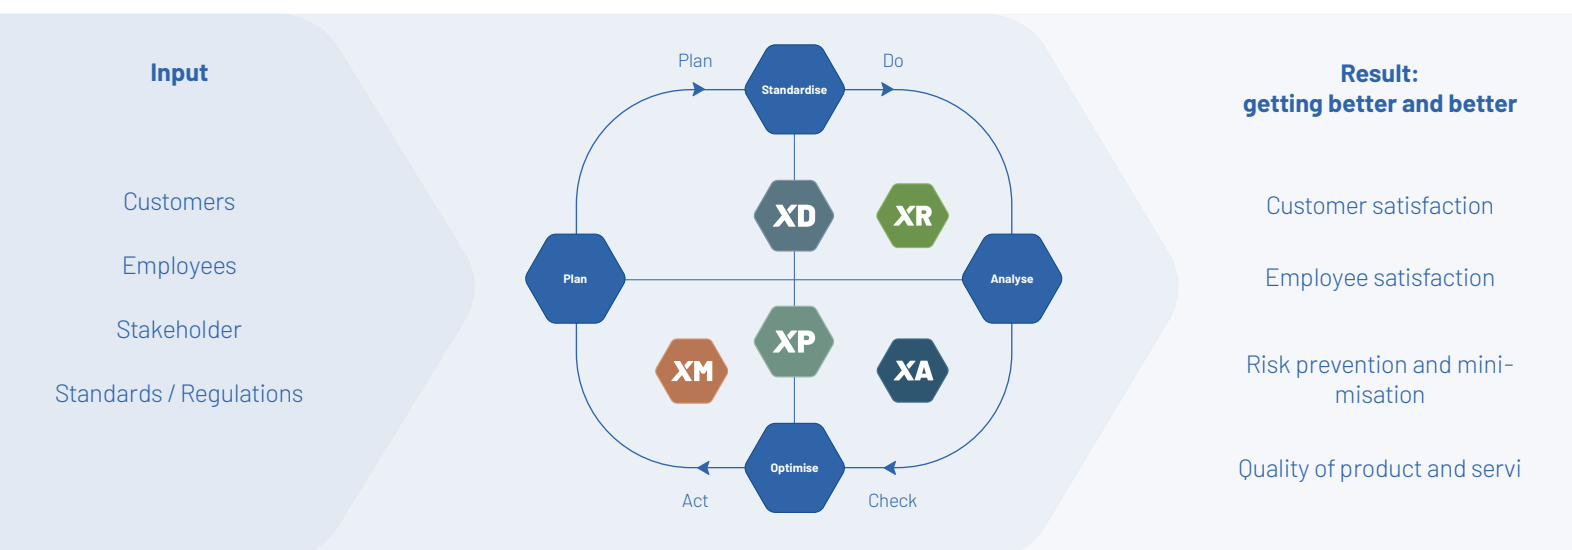 Input
Customers
Employees
Stakeholder
Standards / Regulations
Plan
Do
Standardise
XD
XR
Plan
Analyse
XP
XM
XA
Optimise
Act
Check
Result:
getting better and better
Customer satisfaction
Employee satisfaction
Risk prevention and mini-
misation
Quality of product and servi